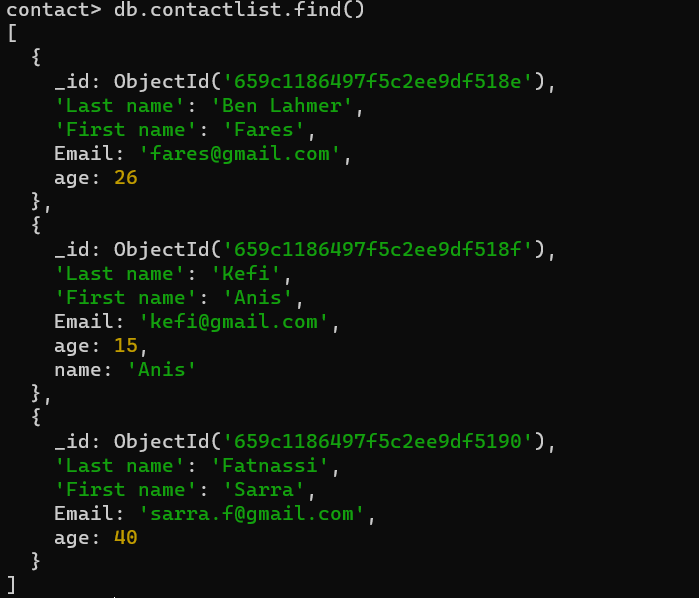 contact> db.contactlist.find()
[
  {
    _id: ObjectId('659c1186497f5c2ee9df518e'),
    'Last name': 'Ben Lahmer',
    'First name': 'Fares',
    Email: 'fares@gmail.com',
    age: 26
  },
  {
    _id: ObjectId('659c1186497f5c2ee9df518f'),
    'Last name': 'Kefi',
    'First name': 'Anis',
    Email: 'kefi@gmail.com',
    age: 15,
    name: 'Anis'
  },
  {
    _id: ObjectId('659c1186497f5c2ee9df5190'),
    'Last name': 'Fatnassi',
    'First name': 'Sarra',
    Email: 'sarra.f@gmail.com',
    age: 40
  }
]